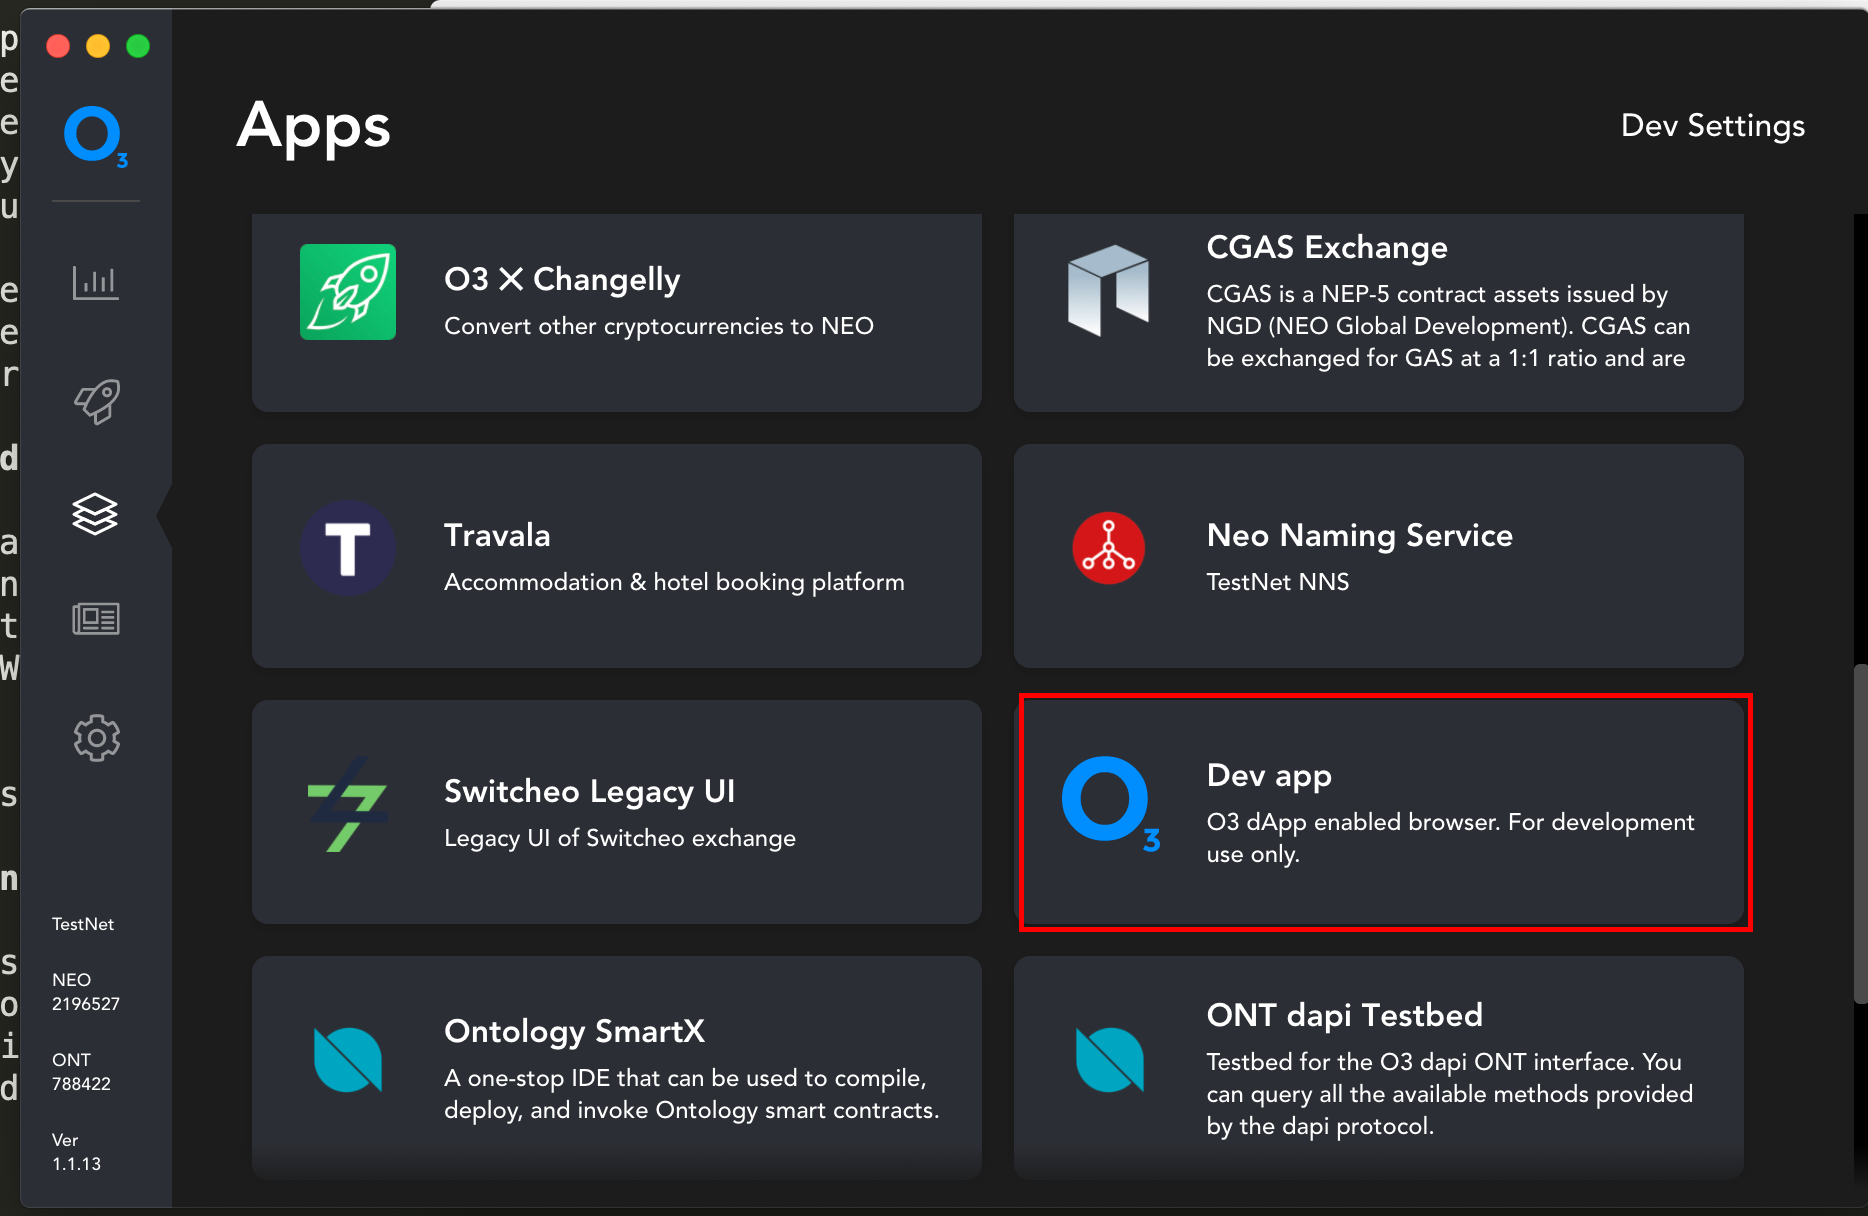 Apps
Dev Settings
O3 X Changelly
Convert other cryptocurrencies to NEO
CGAS Exchange
CGAS is a NEP-5 contract assets issued by
NGD (NEO Global Development). CGAS can
be exchanged for GAS at a 1:1 ratio and are
Travala
Accommodation & hotel booking platform
Neo Naming Service
TestNet NNS
Switcheo Legacy UI
Legacy UI of Switcheo exchange
Dev app
O3 dApp enabled browser. For development
use only.
Ontology SmartX
A one-stop IDE that can be used to compile,
deploy, and invoke Ontology smart contracts.
ONT dapi Testbed
Testbed for the O3 dapi ONT interface. You
can query all the available methods provided
by the dapi protocol.
O3
T
O3
TestNet
NEO
2196527
ONT
788422
Ver
1.1.13
p
e
e
y
u
e
e
r
d
a
n
t
W
s
n
s
o
i
d